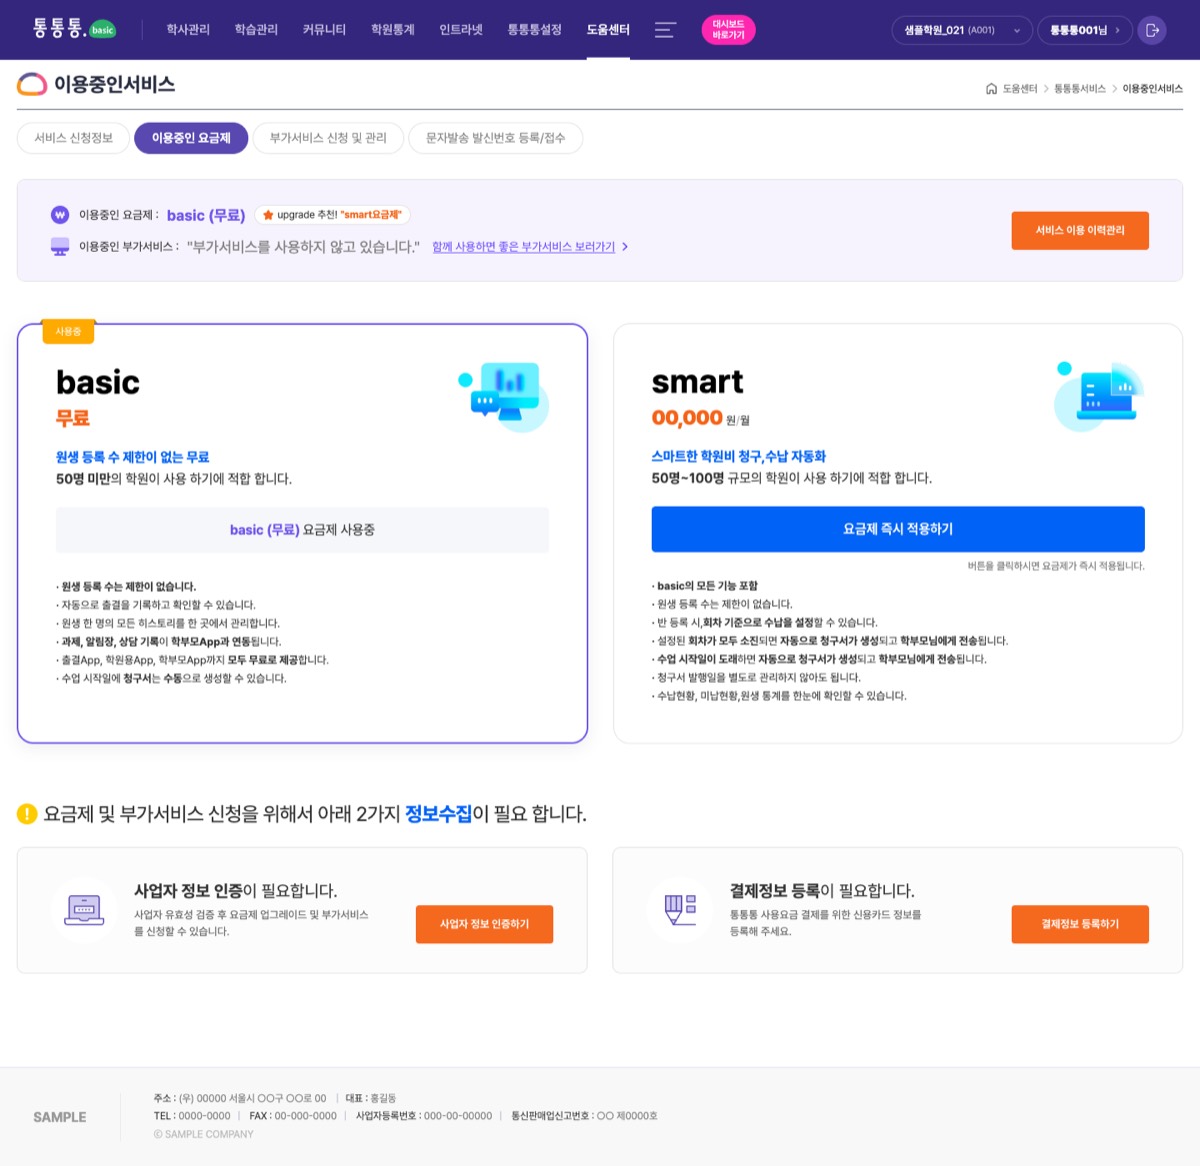 통통통. basic
학사관리 학습관리 커뮤니티 학원통계 인트라넷 통통통설정 도움센터
대시보드
바로가기
샘플학원_021 (A001)
통통통001님
이용중인서비스
도움센터 > 통통통서비스 > 이용중인서비스
서비스 신청정보 이용중인 요금제 부가서비스 신청 및 관리 문자발송 발신번호 등록/접수
이용중인 요금제 : basic (무료) upgrade 추천! "smart요금제"
이용중인 부가서비스 : "부가서비스를 사용하지 않고 있습니다." 함께 사용하면 좋은 부가서비스 보러가기 >
서비스 이용 이력관리
사용중
basic
무료
원생 등록 수 제한이 없는 무료
50명 미만의 학원이 사용 하기에 적합 합니다.
basic (무료) 요금제 사용중
· 원생 등록 수는 제한이 없습니다.
· 자동으로 출결을 기록하고 확인할 수 있습니다.
· 원생 한 명의 모든 히스토리를 한 곳에서 관리합니다.
· 과제, 알림장, 상담 기록이 학부모App과 연동됩니다.
· 출결App, 학원용App, 학부모App까지 모두 무료로 제공합니다.
· 수업 시작일에 청구서는 수동으로 생성할 수 있습니다.
smart
00,000 원/월
스마트한 학원비 청구,수납 자동화
50명~100명 규모의 학원이 사용 하기에 적합 합니다.
요금제 즉시 적용하기
버튼을 클릭하시면 요금제가 즉시 적용됩니다.
· basic의 모든 기능 포함
· 원생 등록 수는 제한이 없습니다.
· 반 등록 시,회차 기준으로 수납을 설정할 수 있습니다.
· 설정된 회차가 모두 소진되면 자동으로 청구서가 생성되고 학부모님에게 전송됩니다.
· 수업 시작일이 도래하면 자동으로 청구서가 생성되고 학부모님에게 전송됩니다.
· 청구서 발행일을 별도로 관리하지 않아도 됩니다.
· 수납현황, 미납현황,원생 통계를 한눈에 확인할 수 있습니다.
! 요금제 및 부가서비스 신청을 위해서 아래 2가지 정보수집이 필요 합니다.
사업자 정보 인증이 필요합니다.
사업자 유효성 검증 후 요금제 업그레이드 및 부가서비스
를 신청할 수 있습니다.
사업자 정보 인증하기
결제정보 등록이 필요합니다.
통통통 사용요금 결제를 위한 신용카드 정보를
등록해 주세요.
결제정보 등록하기
SAMPLE
주소 : (우) 00000 서울시 OO구 OO로 00 | 대표 : 홍길동
TEL : 0000-0000 | FAX : 00-000-0000 | 사업자등록번호 : 000-00-00000 | 통신판매업신고번호 : OO 제0000호
© SAMPLE COMPANY